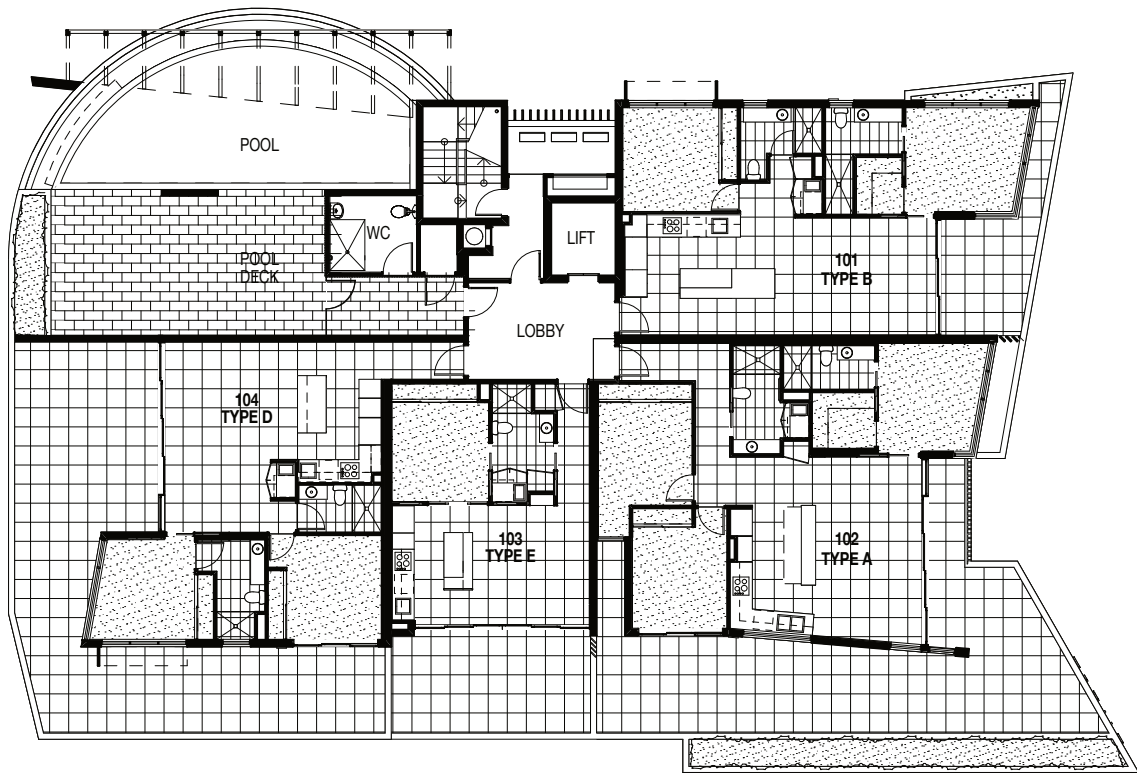 POOL
WC
LIFT
POOL
DECK
101
TYPE B
LOBBY
104
TYPE D
103
TYPE E
102
TYPE A